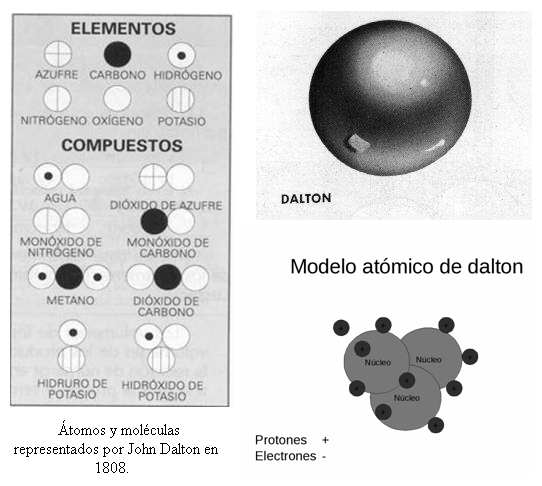 ELEMENTOS
AZUFRE CARBONO HIDRÓGENO
NITRÓGENO OXÍGENO POTASIO
COMPUESTOS
AGUA
DIÓXIDO DE AZUFRE
MONÓXIDO DE
NITRÓGENO
MONÓXIDO DE
CARBONO
METANO
DIÓXIDO DE
CARBONO
HIDRURO DE
POTASIO
HIDRÓXIDO DE
POTASIO
Átomos y moléculas
representados por John Dalton en
1808.
DALTON
Modelo atómico de dalton
Núcleo
Núcleo
Núcleo
Protones +
Electrones -